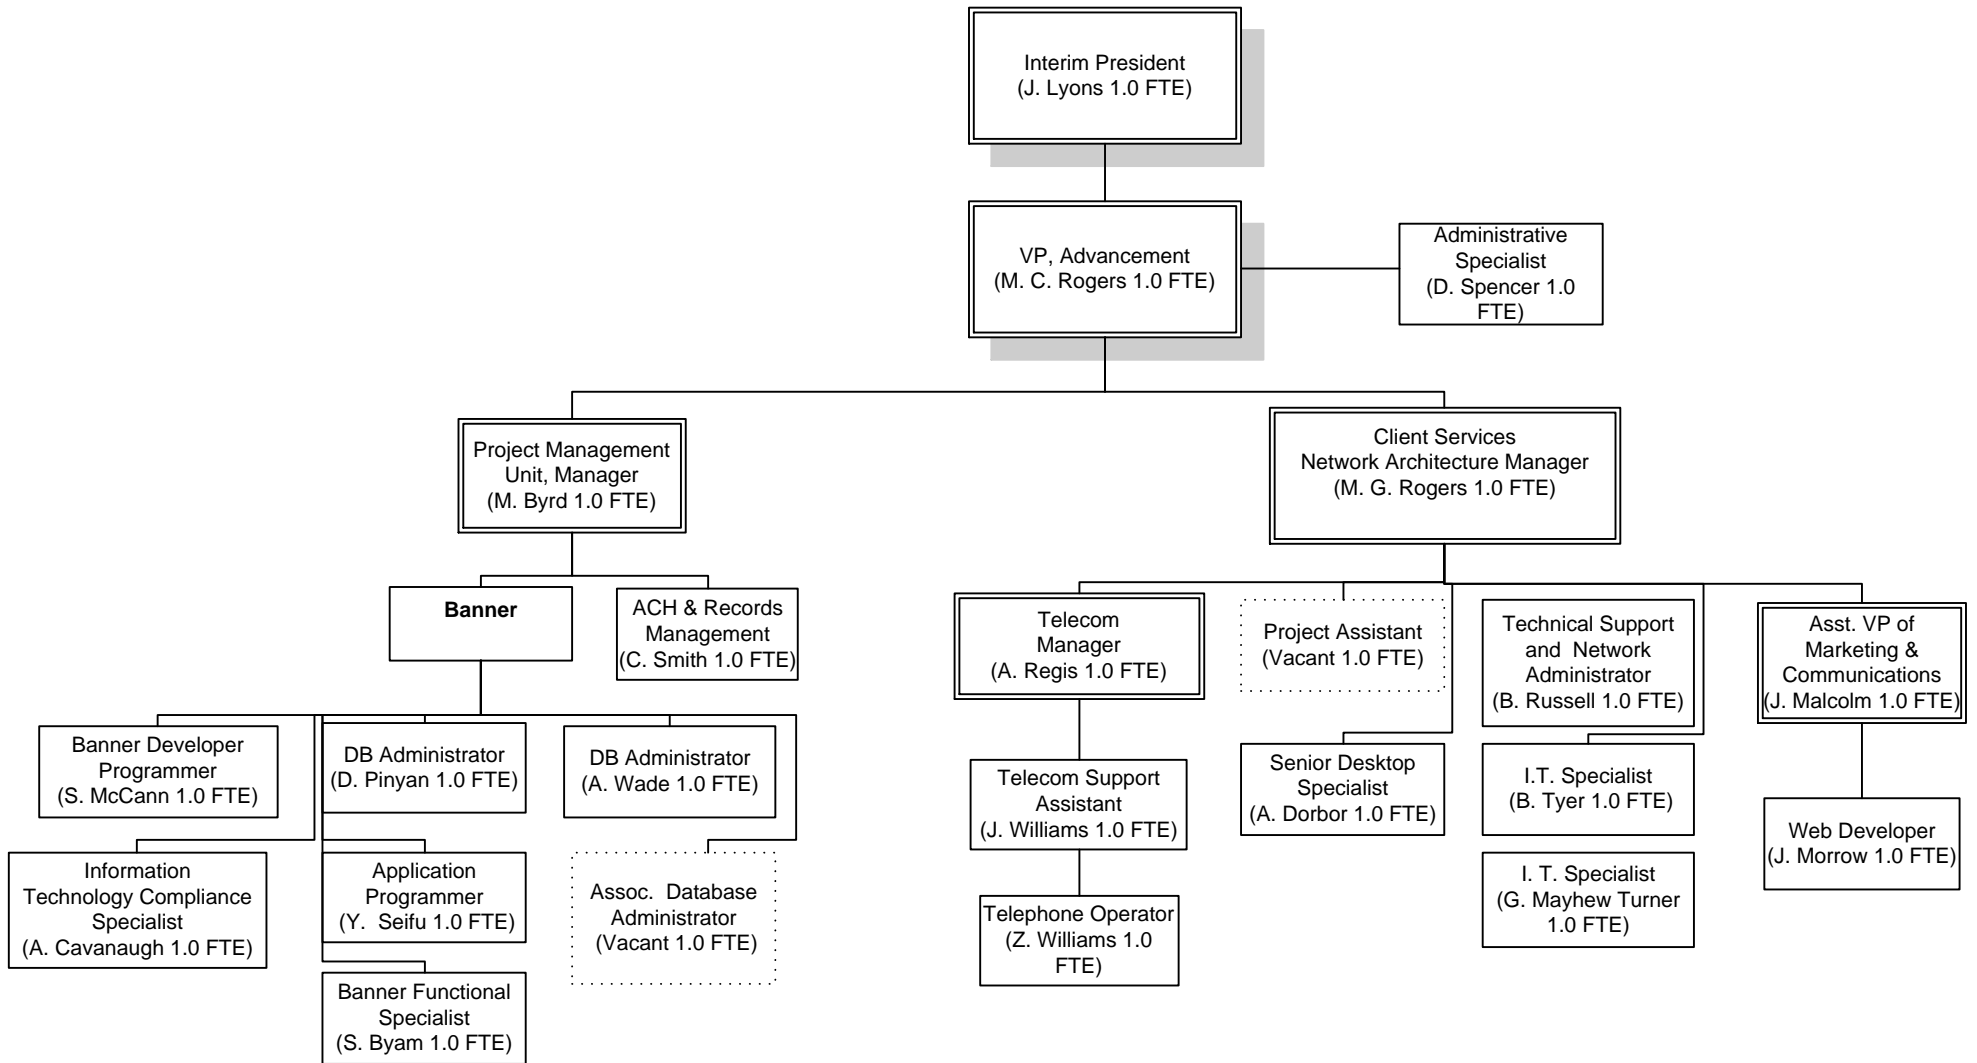 Interim President
(J. Lyons 1.0 FTE)
VP, Advancement
(M. C. Rogers 1.0 FTE)
Administrative
Specialist
(D. Spencer 1.0
FTE)
Project Management
Unit, Manager
(M. Byrd 1.0 FTE)
Client Services
Network Architecture Manager
(M. G. Rogers 1.0 FTE)
Banner
ACH & Records
Management
(C. Smith 1.0 FTE)
Telecom
Manager
(A. Regis 1.0 FTE)
Project Assistant
(Vacant 1.0 FTE)
Technical Support
and Network
Administrator
(B. Russell 1.0 FTE)
Asst. VP of
Marketing &
Communications
(J. Malcolm 1.0 FTE)
Banner Developer
Programmer
(S. McCann 1.0 FTE)
DB Administrator
(D. Pinyan 1.0 FTE)
DB Administrator
(A. Wade 1.0 FTE)
Telecom Support
Assistant
(J. Williams 1.0 FTE)
Senior Desktop
Specialist
(A. Dorbor 1.0 FTE)
I.T. Specialist
(B. Tyer 1.0 FTE)
Web Developer
(J. Morrow 1.0 FTE)
Information
Technology Compliance
Specialist
(A. Cavanaugh 1.0 FTE)
Application
Programmer
(Y. Seifu 1.0 FTE)
Assoc. Database
Administrator
(Vacant 1.0 FTE)
Telephone Operator
(Z. Williams 1.0
FTE)
I. T. Specialist
(G. Mayhew Turner
1.0 FTE)
Banner Functional
Specialist
(S. Byam 1.0 FTE)